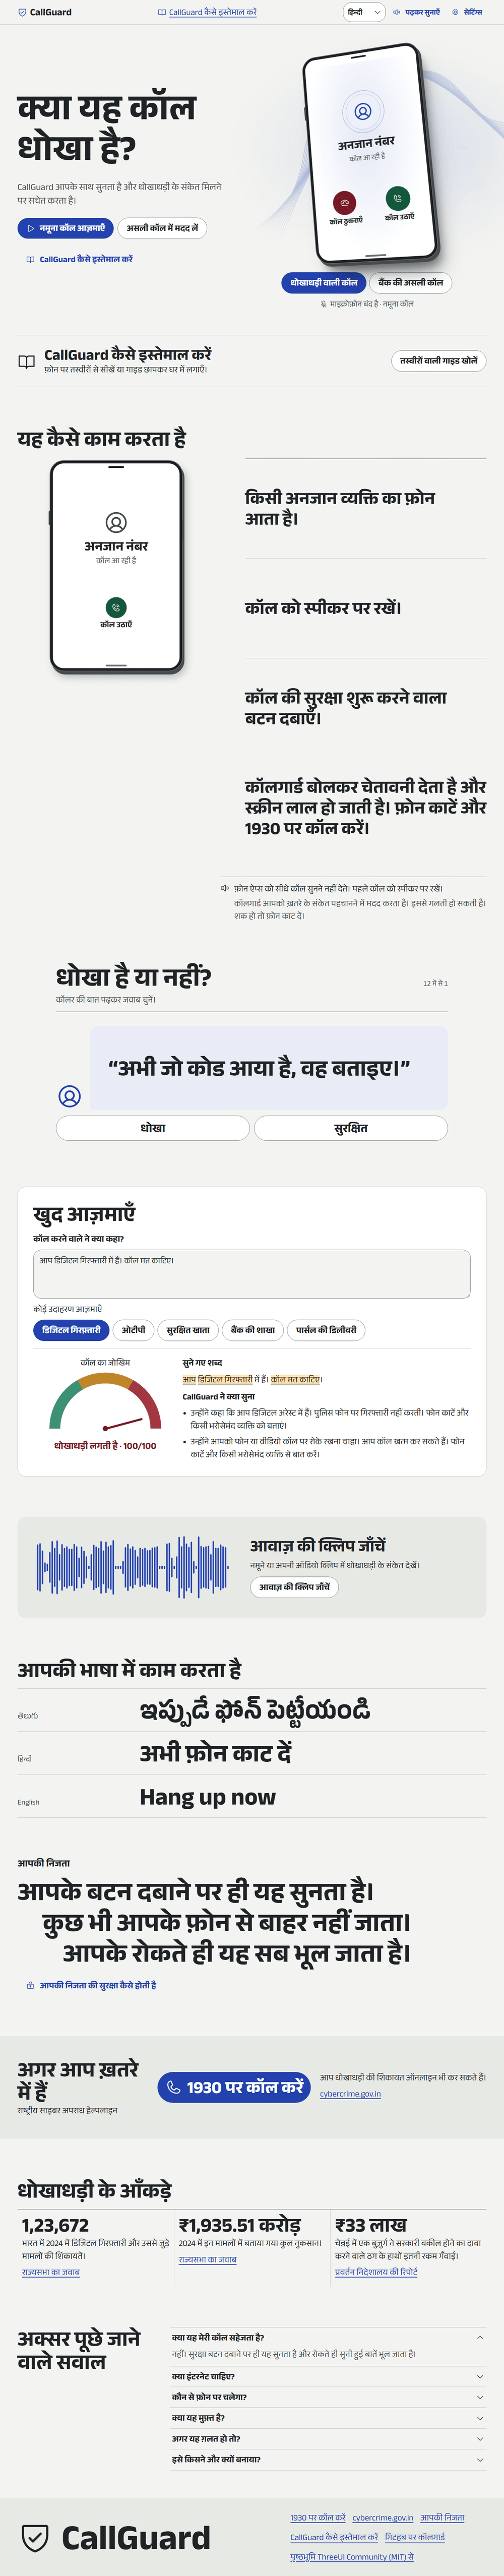 CallGuard
CallGuard कैसे इस्तेमाल करें
हिन्दी
पढ़कर सुनाएँ
सेटिंग्स
क्या यह कॉल
धोखा है?
CallGuard आपके साथ सुनता है और धोखाधड़ी के संकेत मिलने
पर सचेत करता है।
नमूना कॉल आज़माएँ
असली कॉल में मदद लें
CallGuard कैसे इस्तेमाल करें
अनजान नंबर
कॉल आ रही है
कॉल ठुकराएँ
कॉल उठाएँ
धोखाधड़ी वाली कॉल
बैंक की असली कॉल
माइक्रोफ़ोन बंद है · नमूना कॉल
CallGuard कैसे इस्तेमाल करें
फ़ोन पर तस्वीरों से सीखें या गाइड छापकर घर में लगाएँ।
तस्वीरों वाली गाइड खोलें
यह कैसे काम करता है
अनजान नंबर
कॉल आ रही है
कॉल उठाएँ
किसी अनजान व्यक्ति का फ़ोन
आता है।
कॉल को स्पीकर पर रखें।
कॉल की सुरक्षा शुरू करने वाला
बटन दबाएँ।
कॉलगार्ड बोलकर चेतावनी देता है और
स्क्रीन लाल हो जाती है। फ़ोन काटें और
1930 पर कॉल करें।
फ़ोन ऐप्स को सीधे कॉल सुनने नहीं देते। पहले कॉल को स्पीकर पर रखें।
कॉलगार्ड आपको ख़तरे के संकेत पहचानने में मदद करता है। इससे गलती हो सकती है।
शक हो तो फ़ोन काट दें।
धोखा है या नहीं?
12 में से 1
कॉलर की बात पढ़कर जवाब चुनें।
“अभी जो कोड आया है, वह बताइए।”
धोखा
सुरक्षित
खुद आज़माएँ
कॉल करने वाले ने क्या कहा?
आप डिजिटल गिरफ्तारी में हैं। कॉल मत काटिए।
कोई उदाहरण आज़माएँ
डिजिटल गिरफ़्तारी
ओटीपी
सुरक्षित खाता
बैंक की शाखा
पार्सल की डिलीवरी
कॉल का जोखिम
धोखाधड़ी लगती है · 100/100
सुने गए शब्द
आप डिजिटल गिरफ्तारी में हैं। कॉल मत काटिए।
CallGuard ने क्या सुना
उन्होंने कहा कि आप डिजिटल अरेस्ट में हैं। पुलिस फोन पर गिरफ्तारी नहीं करती। फोन काटें और
किसी भरोसेमंद व्यक्ति को बताएं।
उन्होंने आपको फोन या वीडियो कॉल पर रोके रखना चाहा। आप कॉल खत्म कर सकते हैं। फोन
काटें और किसी भरोसेमंद व्यक्ति से बात करें।
आवाज़ की क्लिप जाँचें
नमूने या अपनी ऑडियो क्लिप में धोखाधड़ी के संकेत देखें।
आवाज़ की क्लिप जाँचें
आपकी भाषा में काम करता है
తెలుగు
ఇప్పుడే ఫోన్ పెట్టేయండి
हिन्दी
अभी फ़ोन काट दें
English
Hang up now
आपकी निजता
आपके बटन दबाने पर ही यह सुनता है।
कुछ भी आपके फ़ोन से बाहर नहीं जाता।
आपके रोकते ही यह सब भूल जाता है।
आपकी निजता की सुरक्षा कैसे होती है
अगर आप ख़तरे
में हैं
राष्ट्रीय साइबर अपराध हेल्पलाइन
1930 पर कॉल करें
आप धोखाधड़ी की शिकायत ऑनलाइन भी कर सकते हैं।
cybercrime.gov.in
धोखाधड़ी के आँकड़े
1,23,672
भारत में 2024 में डिजिटल गिरफ़्तार और उससे जुड़े
मामलों की शिकायतें।
राज्यसभा का जवाब
₹1,935.51 करोड़
2024 में इन मामलों में बताया गया कुल नुकसान।
राज्यसभा का जवाब
₹33 लाख
चेन्नई में एक बुज़ुर्ग ने सरकारी वकील होने का दावा
करने वाले ठग के हाथों इतनी रकम गँवाई।
प्रवर्तन निदेशालय की रिपोर्ट
अक्सर पूछे जाने
वाले सवाल
क्या यह मेरी कॉल सहेजता है?
नहीं। सुरक्षा बटन दबाने पर ही यह सुनता है और रोकते ही सुनी हुई बातें भूल जाता है।
क्या इंटरनेट चाहिए?
कौन से फ़ोन पर चलेगा?
क्या यह मुफ़्त है?
अगर यह ग़लत हो तो?
इसे किसने और क्यों बनाया?
CallGuard
1930 पर कॉल करें
cybercrime.gov.in
आपकी निजता
CallGuard कैसे इस्तेमाल करें
गिटहब पर कॉलगार्ड
पृष्ठभूमि ThreeUI Community (MIT) से